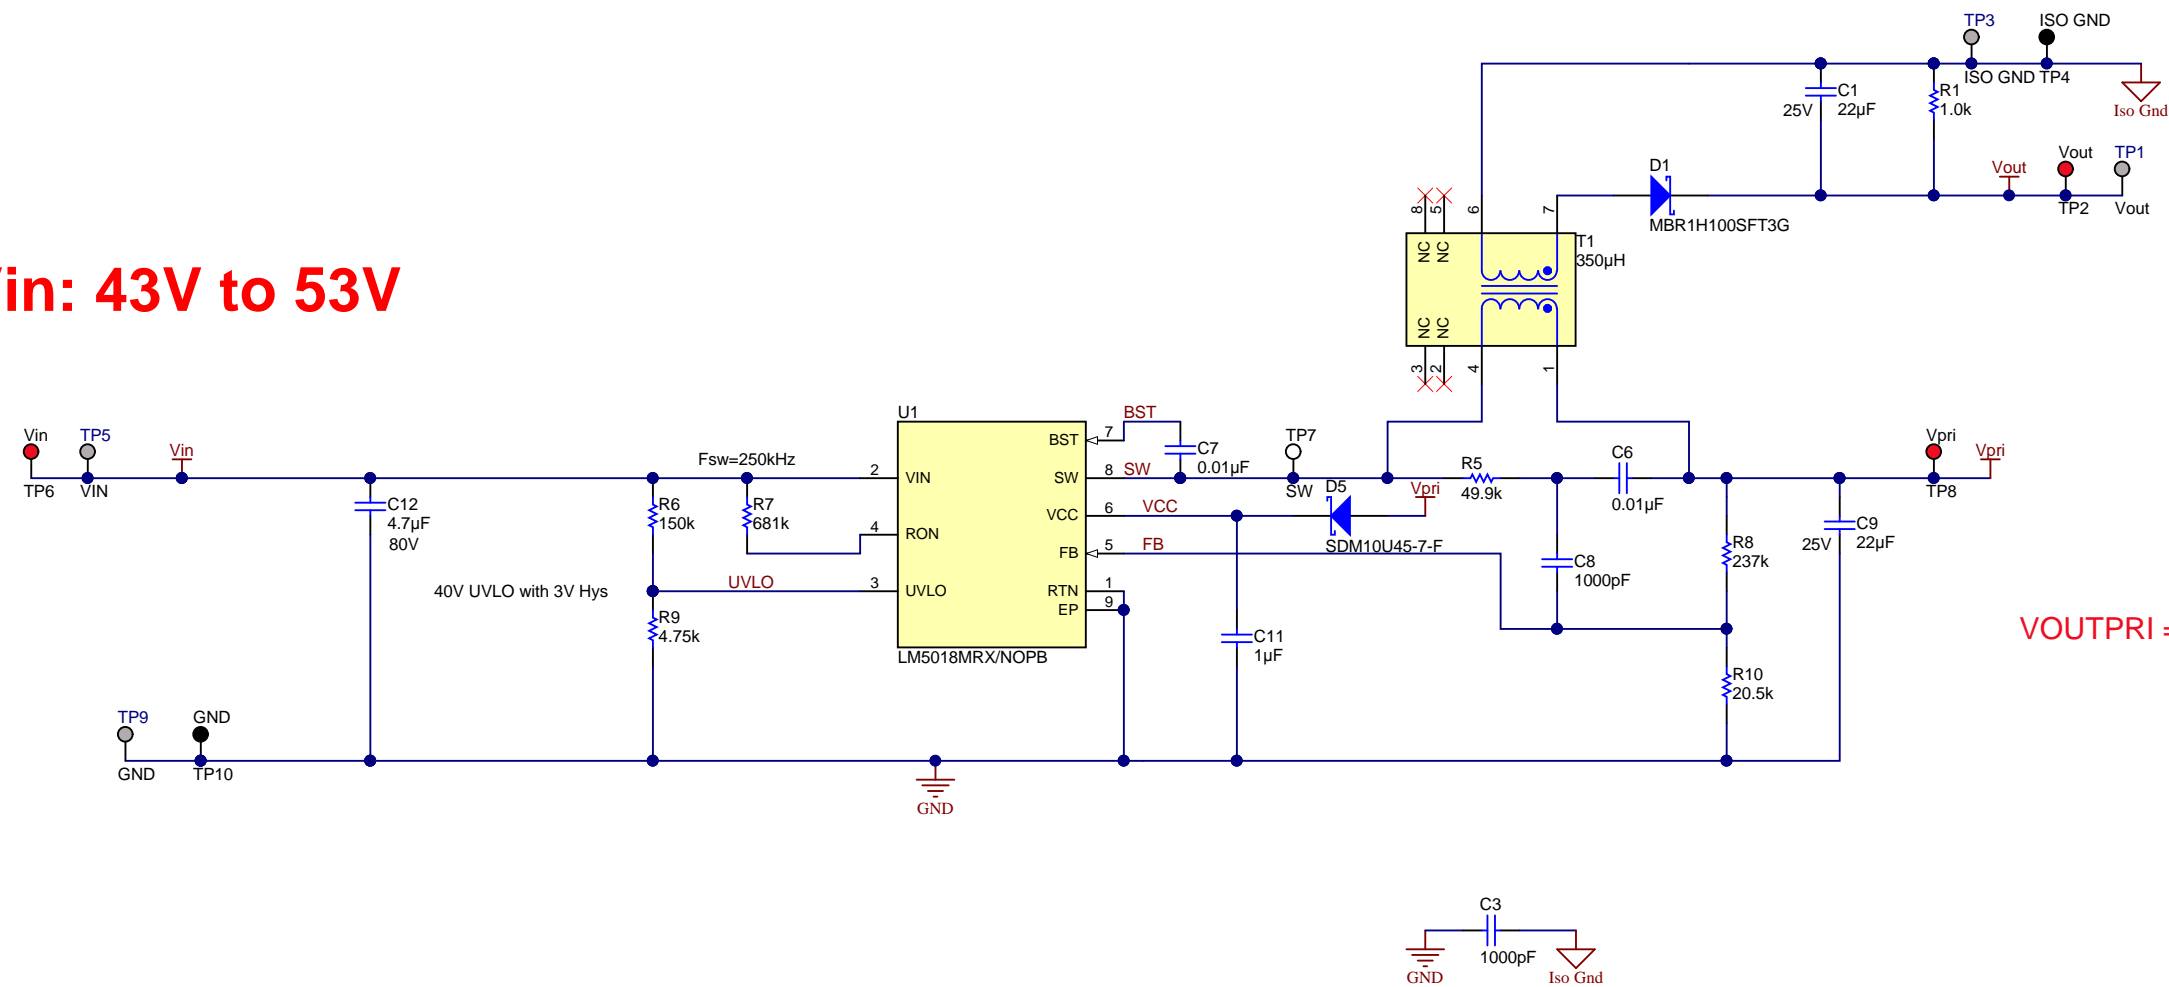 TP3
ISO GND
ISO GND TP4
C1
25V
22µF
R1
1.0k
Iso Gnd
D1
MBR1H100SFT3G
Vout
Vout
TP1
TP2
Vout
8
5
6
7
NC
NC
T1
350µH
NC
NC
3
2
4
1
in: 43V to 53V
Vin
TP5
Vin
TP6
VIN
C12
4.7µF
80V
Fsw=250kHz
R6
150k
R7
681k
40V UVLO with 3V Hys
UVLO
R9
4.75k
U1
2
VIN
4
RON
3
UVLO
BST
7
SW
8
VCC
6
FB
5
RTN
1
EP
9
LM5018MRX/NOPB
BST
C7
0.01µF
SW
VCC
FB
TP7
SW
D5
Vpri
SDM10U45-7-F
C11
1µF
R5
49.9k
C6
0.01µF
C8
1000pF
R8
237k
R10
20.5k
C9
25V
22µF
Vpri
Vpri
TP8
VOUTPRI =
TP9
GND
GND
TP10
GND
C3
1000pF
GND
Iso Gnd